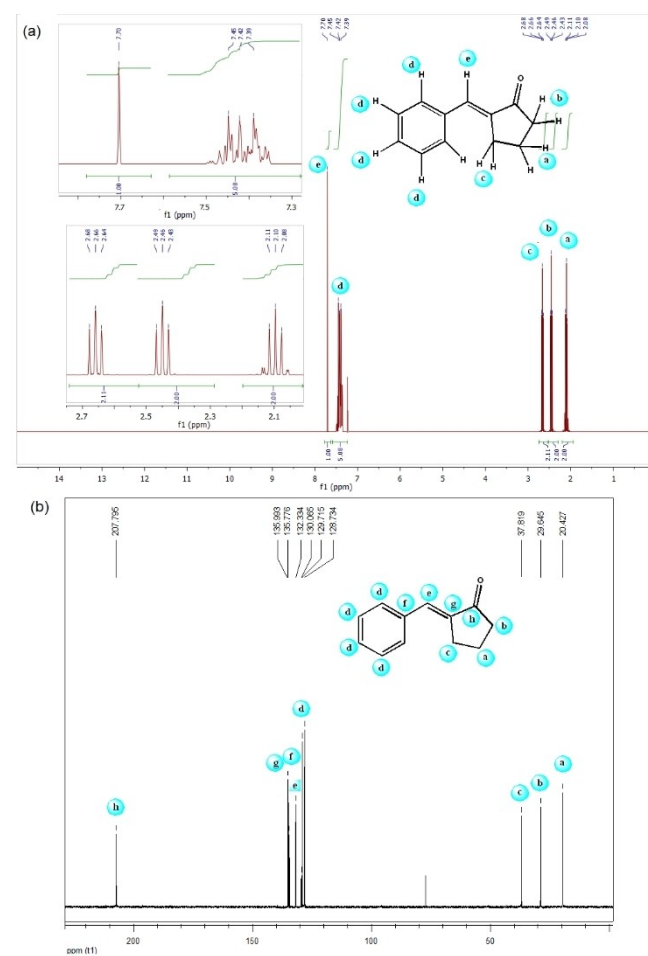 (a)
7.70
7.45
7.42
7.39
7.70
7.45
7.42
7.39
2.68
2.66
2.64
2.49
2.46
2.43
2.11
2.10
2.08
1.00
5.03
7.7
7.5
7.3
f1 (ppm)
H
H
H
H
H
H
O
H
H
H
H
H
H
d
e
b
d
d
d
d
c
a
e
d
c
b
a
2.68
2.66
2.64
2.49
2.46
2.43
2.11
2.10
2.08
2.11
2.00
2.00
2.7
2.5
2.3
2.1
f1 (ppm)
1.00
5.00
2.11
2.00
2.00
14 13 12 11 10 9 8 7 6 5 4 3 2 1
f1 (ppm)
(b)
207.795
135.993
135.776
132.334
130.065
129.715
128.734
37.819
29.645
20.427
O
d
f
e
g
h
b
d
d
d
c
a
d
g
f
e
h
c
b
a
200 150 100 50 0
ppm (t1)